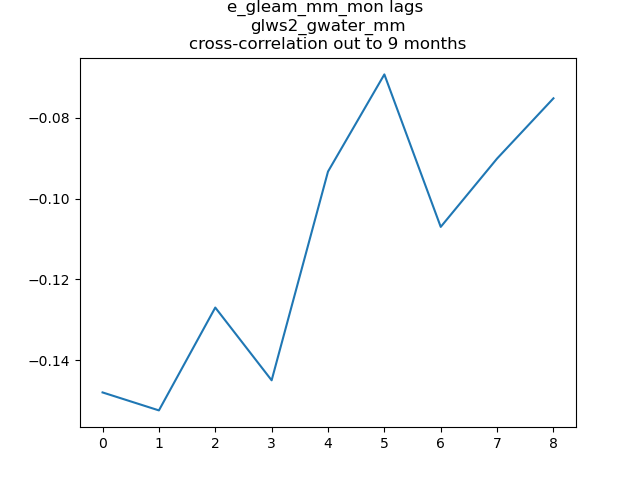 e_gleam_mm_mon lags
glws2_gwater_mm
cross-correlation out to 9 months
−0.08
−0.10
−0.12
−0.14
0 1 2 3 4 5 6 7 8